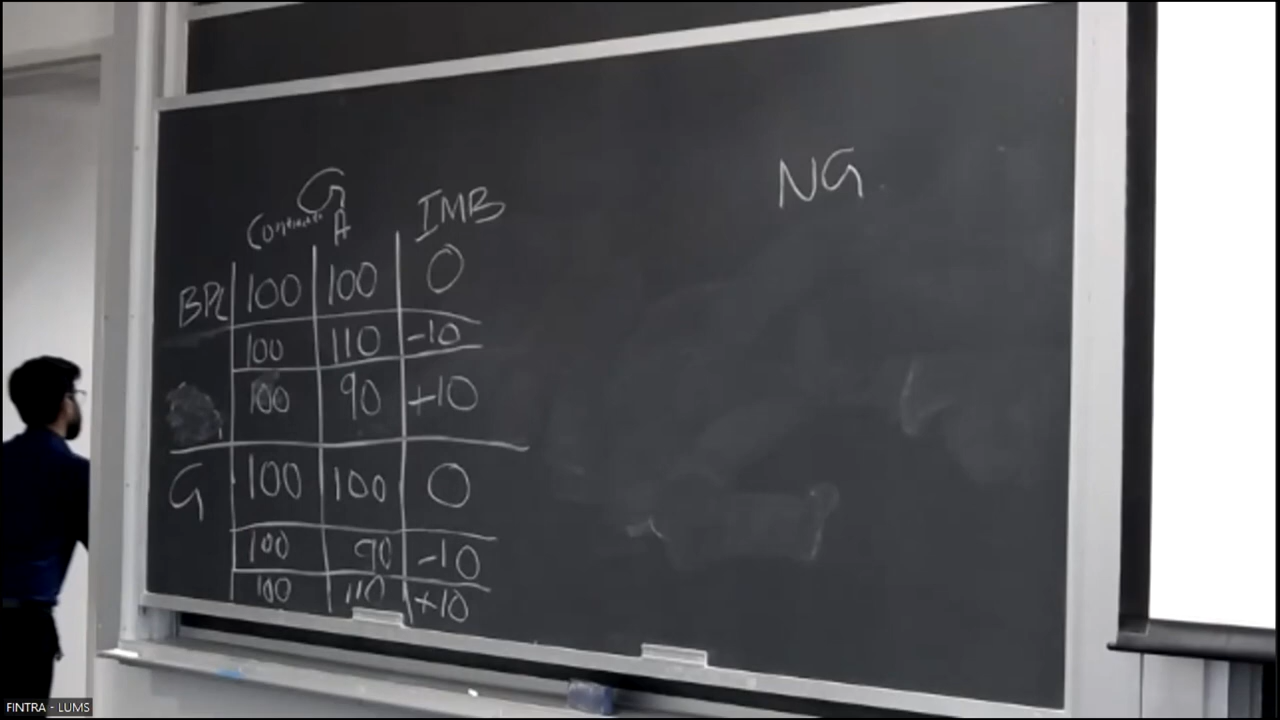 G
NG
Contracted A IMB
BPC 100 100 0
100 110 -10
100 90 +10
G 100 100 0
100 90 -10
100 110 +10
FINTRA - LUMS